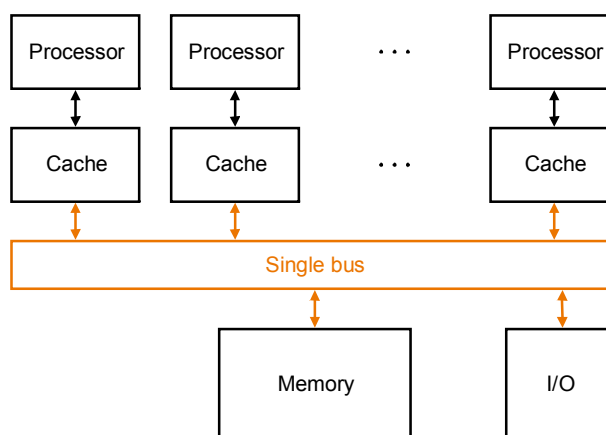 Processor Processor . . . Processor
Cache Cache . . . Cache
Single bus
Memory I/O